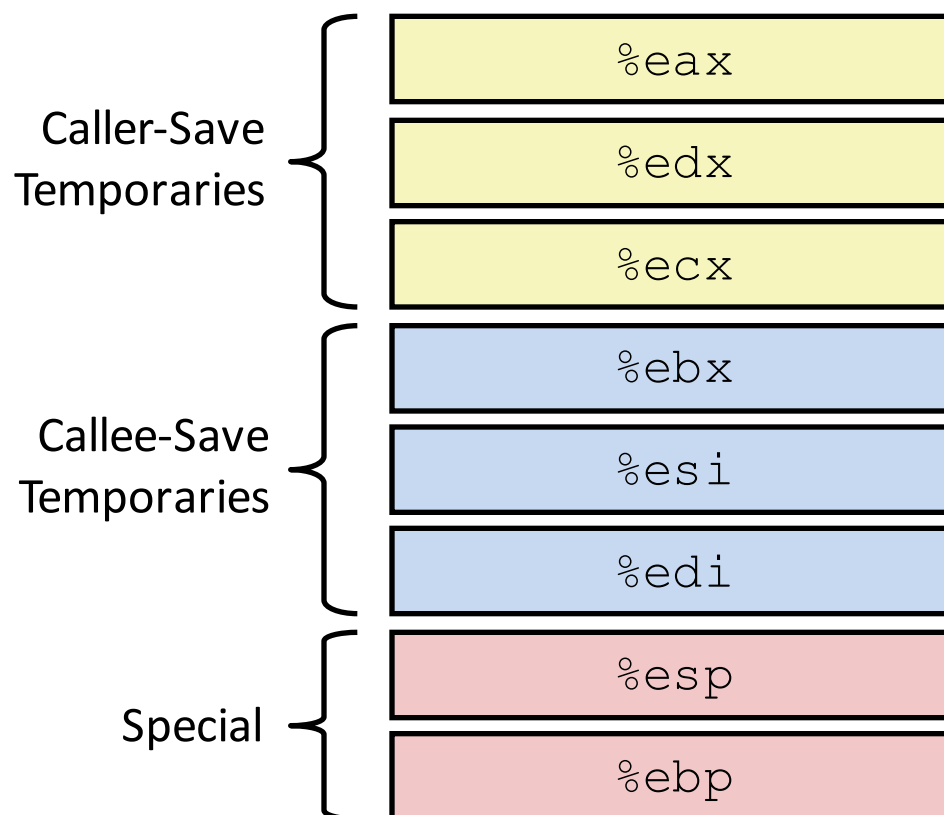 Caller-Save
Temporaries
%eax
%edx
%ecx
Callee-Save
Temporaries
%ebx
%esi
%edi
Special
%esp
%ebp